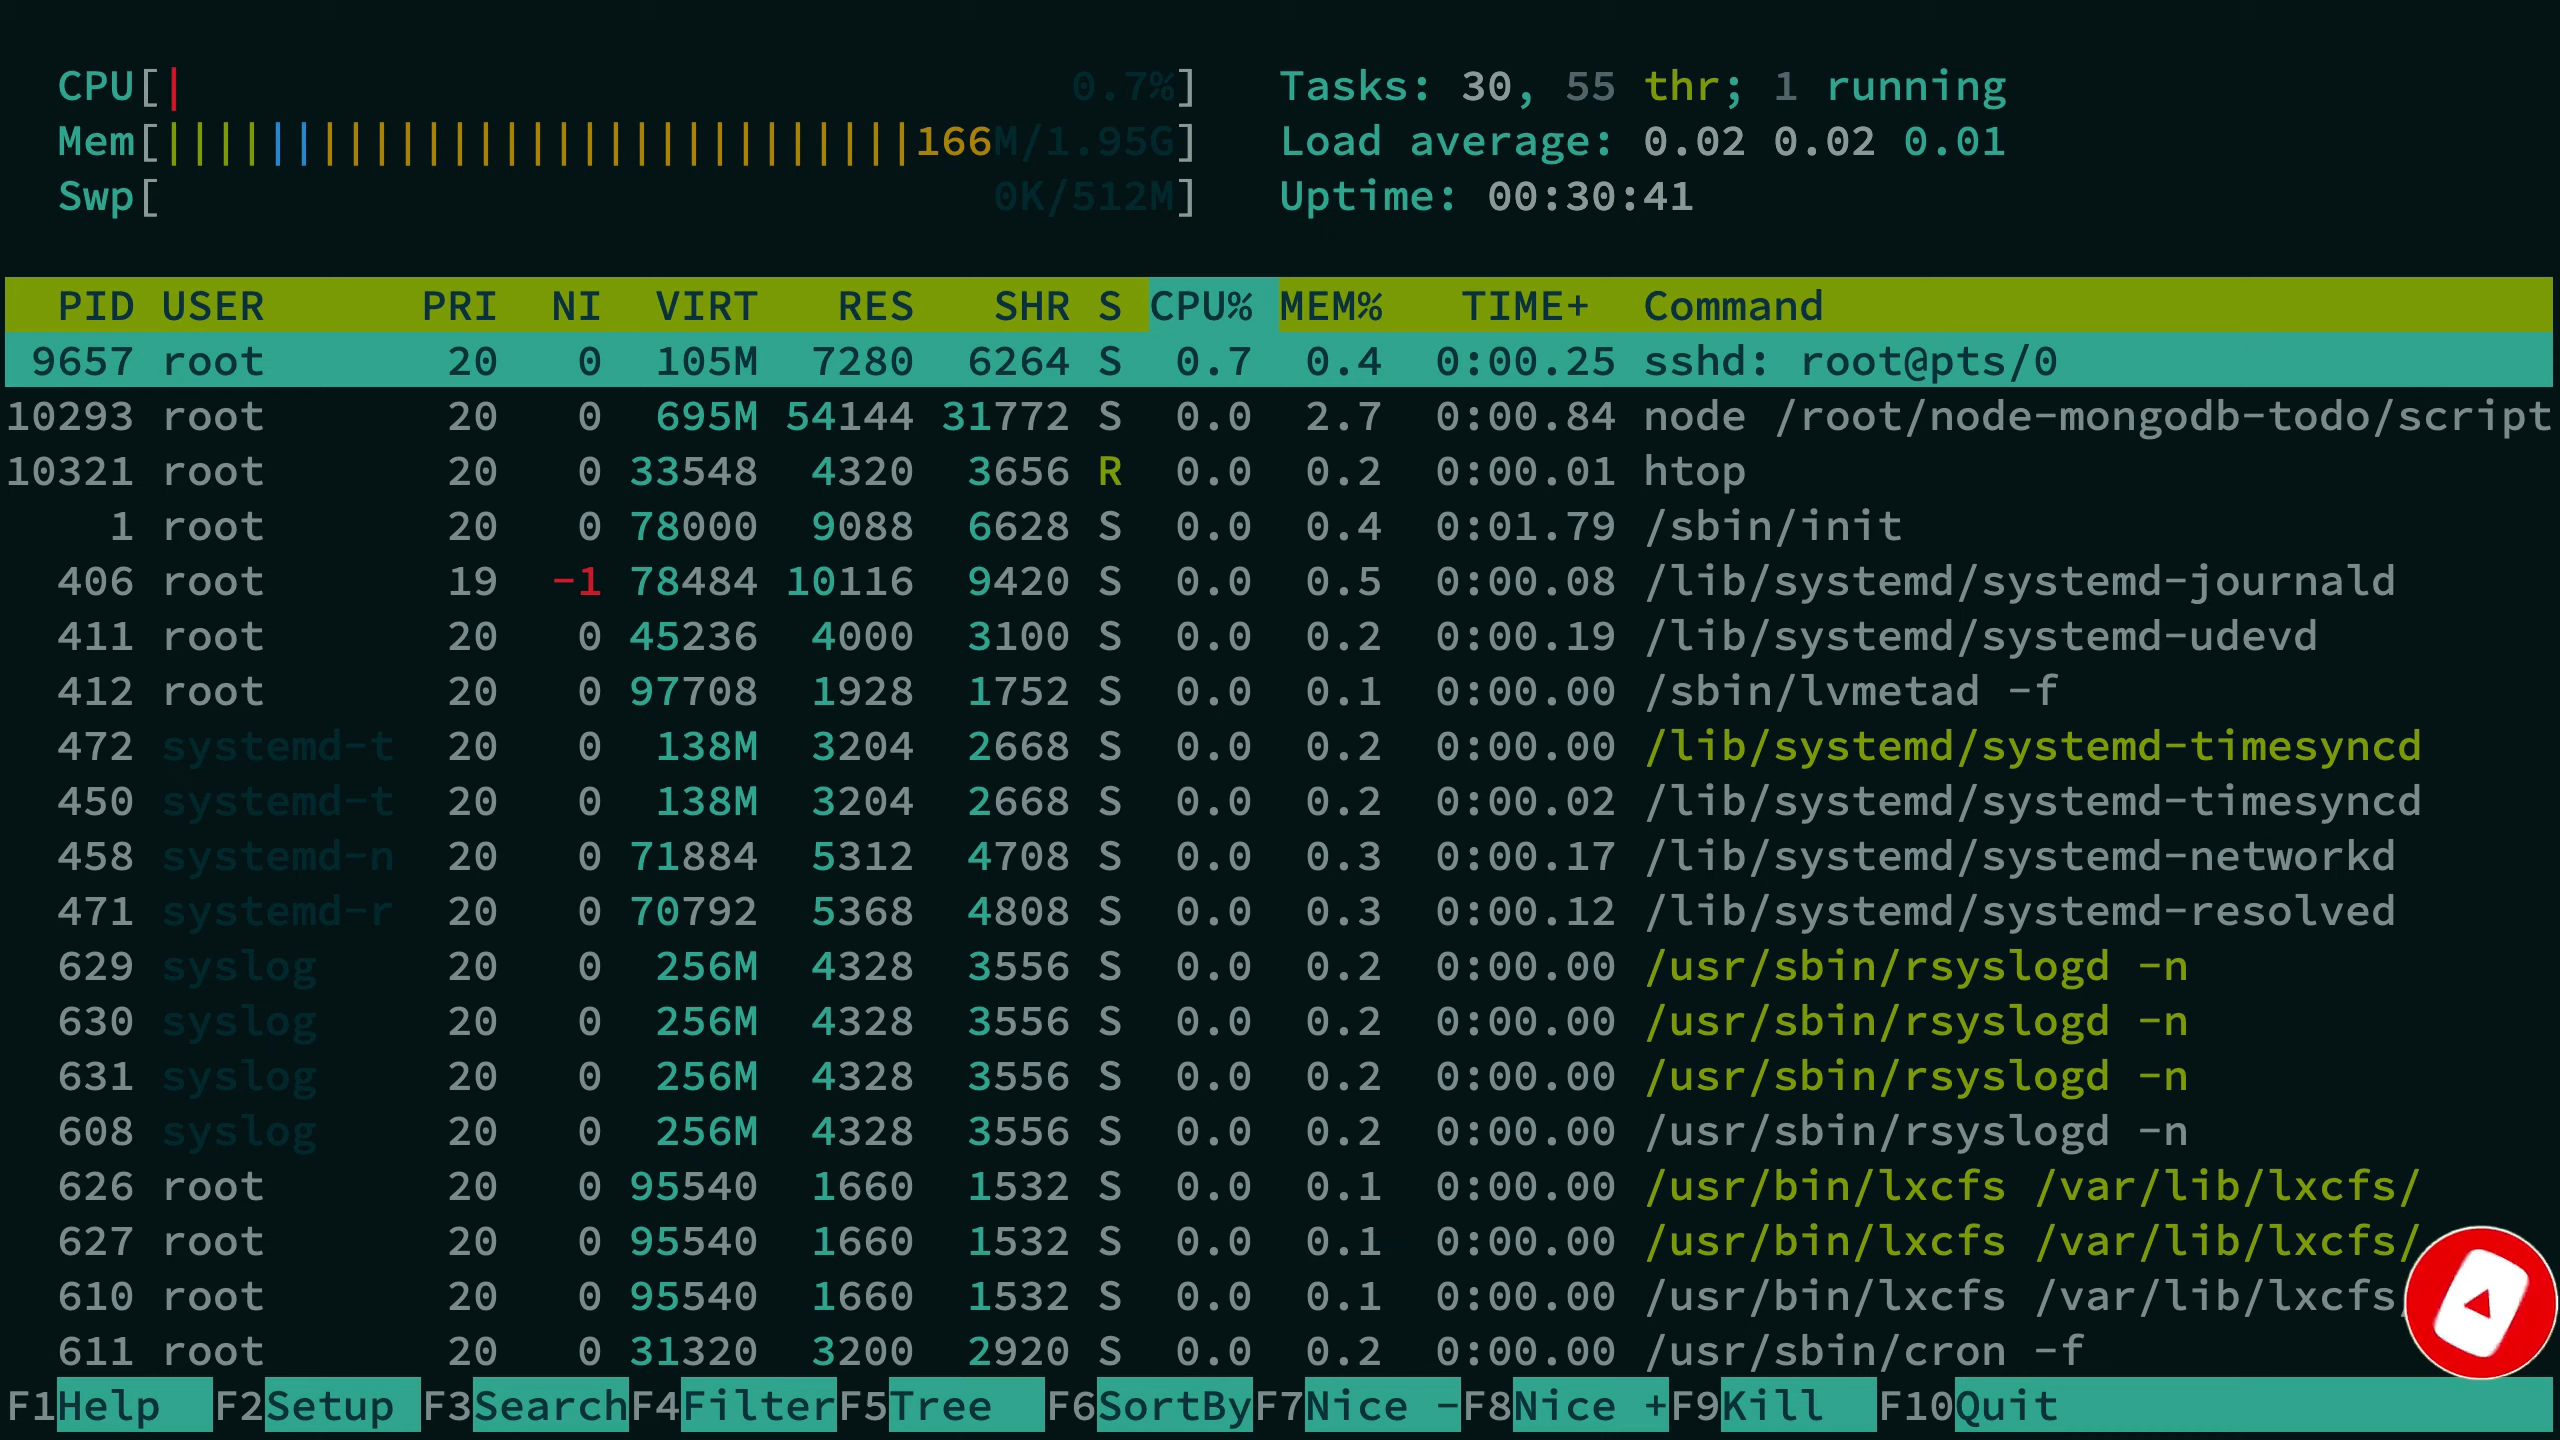 CPU[| 0.7%] Tasks: 30, 55 thr; 1 running
Mem[|||||||||||||||||||||||||||||166M/1.95G] Load average: 0.02 0.02 0.01
Swp[ 0K/512M] Uptime: 00:30:41
PID USER PRI NI VIRT RES SHR S CPU% MEM% TIME+ Command
9657 root 20 0 105M 7280 6264 S 0.7 0.4 0:00.25 sshd: root@pts/0
10293 root 20 0 695M 54144 31772 S 0.0 2.7 0:00.84 node /root/node-mongodb-todo/script
10321 root 20 0 33548 4320 3656 R 0.0 0.2 0:00.01 htop
1 root 20 0 78000 9088 6628 S 0.0 0.4 0:01.79 /sbin/init
406 root 19 -1 78484 10116 9420 S 0.0 0.5 0:00.08 /lib/systemd/systemd-journald
411 root 20 0 45236 4000 3100 S 0.0 0.2 0:00.19 /lib/systemd/systemd-udevd
412 root 20 0 97708 1928 1752 S 0.0 0.1 0:00.00 /sbin/lvmetad -f
472 systemd-t 20 0 138M 3204 2668 S 0.0 0.2 0:00.00 /lib/systemd/systemd-timesyncd
450 systemd-t 20 0 138M 3204 2668 S 0.0 0.2 0:00.02 /lib/systemd/systemd-timesyncd
458 systemd-n 20 0 71884 5312 4708 S 0.0 0.3 0:00.17 /lib/systemd/systemd-networkd
471 systemd-r 20 0 70792 5368 4808 S 0.0 0.3 0:00.12 /lib/systemd/systemd-resolved
629 syslog 20 0 256M 4328 3556 S 0.0 0.2 0:00.00 /usr/sbin/rsyslogd -n
630 syslog 20 0 256M 4328 3556 S 0.0 0.2 0:00.00 /usr/sbin/rsyslogd -n
631 syslog 20 0 256M 4328 3556 S 0.0 0.2 0:00.00 /usr/sbin/rsyslogd -n
608 syslog 20 0 256M 4328 3556 S 0.0 0.2 0:00.00 /usr/sbin/rsyslogd -n
626 root 20 0 95540 1660 1532 S 0.0 0.1 0:00.00 /usr/bin/lxcfs /var/lib/lxcfs/
627 root 20 0 95540 1660 1532 S 0.0 0.1 0:00.00 /usr/bin/lxcfs /var/lib/lxcfs/
610 root 20 0 95540 1660 1532 S 0.0 0.1 0:00.00 /usr/bin/lxcfs /var/lib/lxcfs/
611 root 20 0 31320 3200 2920 S 0.0 0.2 0:00.00 /usr/sbin/cron -f
F1Help F2Setup F3SearchF4FilterF5Tree F6SortByF7Nice -F8Nice +F9Kill F10Quit